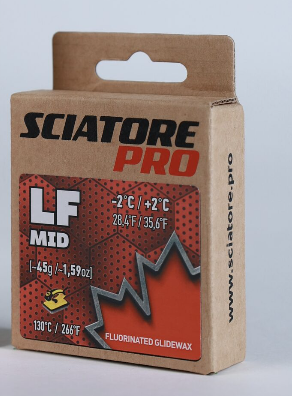 SCIATORE
PRO
LF
MID
-2°C / +2°C
28,4°F / 35,6°F
[~45g/~1,59oz]
130°C / 266°F
FLUORINATED GLIDEWAX
www.sciatore.pro